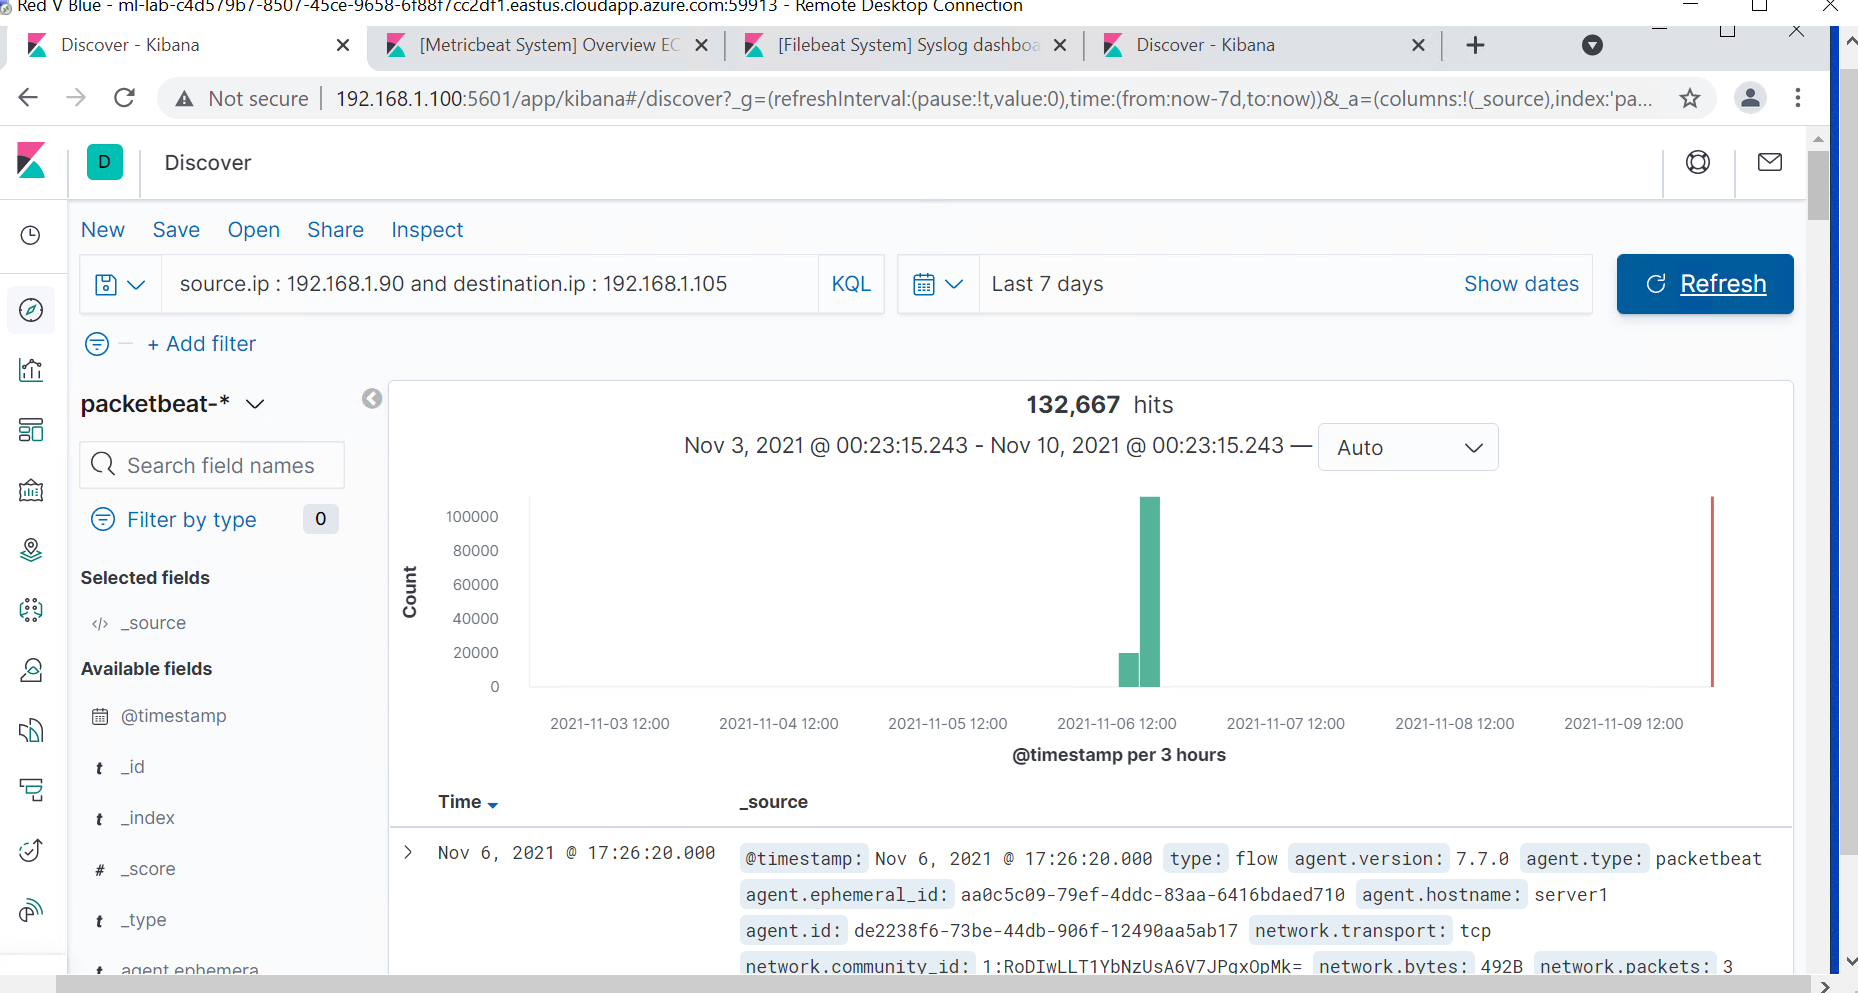 Red V Blue - ml-lab-c4d579b7-8507-45ce-9658-6f88f7cc2df1.eastus.cloudapp.azure.com:59913 - Remote Desktop Connection
Discover - Kibana
[Metricbeat System] Overview EC
[Filebeat System] Syslog dashboa
Discover - Kibana
Not secure
192.168.1.100:5601/app/kibana#/discover?_g=(refreshInterval:(pause:!t,value:0),time:(from:now-7d,to:now))&_a=(columns:!(_source),index:'pa...
D
Discover
New Save Open Share Inspect
source.ip : 192.168.1.90 and destination.ip : 192.168.1.105
KQL
Last 7 days
Show dates
Refresh
+ Add filter
packetbeat-*
Search field names
Filter by type 0
Selected fields
</> _source
Available fields
@timestamp
t _id
t _index
# _score
t _type
t agent.ephemera
132,667 hits
Nov 3, 2021 @ 00:23:15.243 - Nov 10, 2021 @ 00:23:15.243 —
Auto
Count
100000
80000
60000
40000
20000
0
2021-11-03 12:00 2021-11-04 12:00 2021-11-05 12:00 2021-11-06 12:00 2021-11-07 12:00 2021-11-08 12:00 2021-11-09 12:00
@timestamp per 3 hours
Time _source
Nov 6, 2021 @ 17:26:20.000
@timestamp: Nov 6, 2021 @ 17:26:20.000 type: flow agent.version: 7.7.0 agent.type: packetbeat
agent.ephemeral_id: aa0c5c09-79ef-4ddc-83aa-6416bdaed710 agent.hostname: server1
agent.id: de2238f6-73be-44db-906f-12490aa5ab17 network.transport: tcp
network.community_id: 1:RoDIwLLT1YbNzUsA6V7JPgxOpMk= network.bytes: 492B network.packets: 3